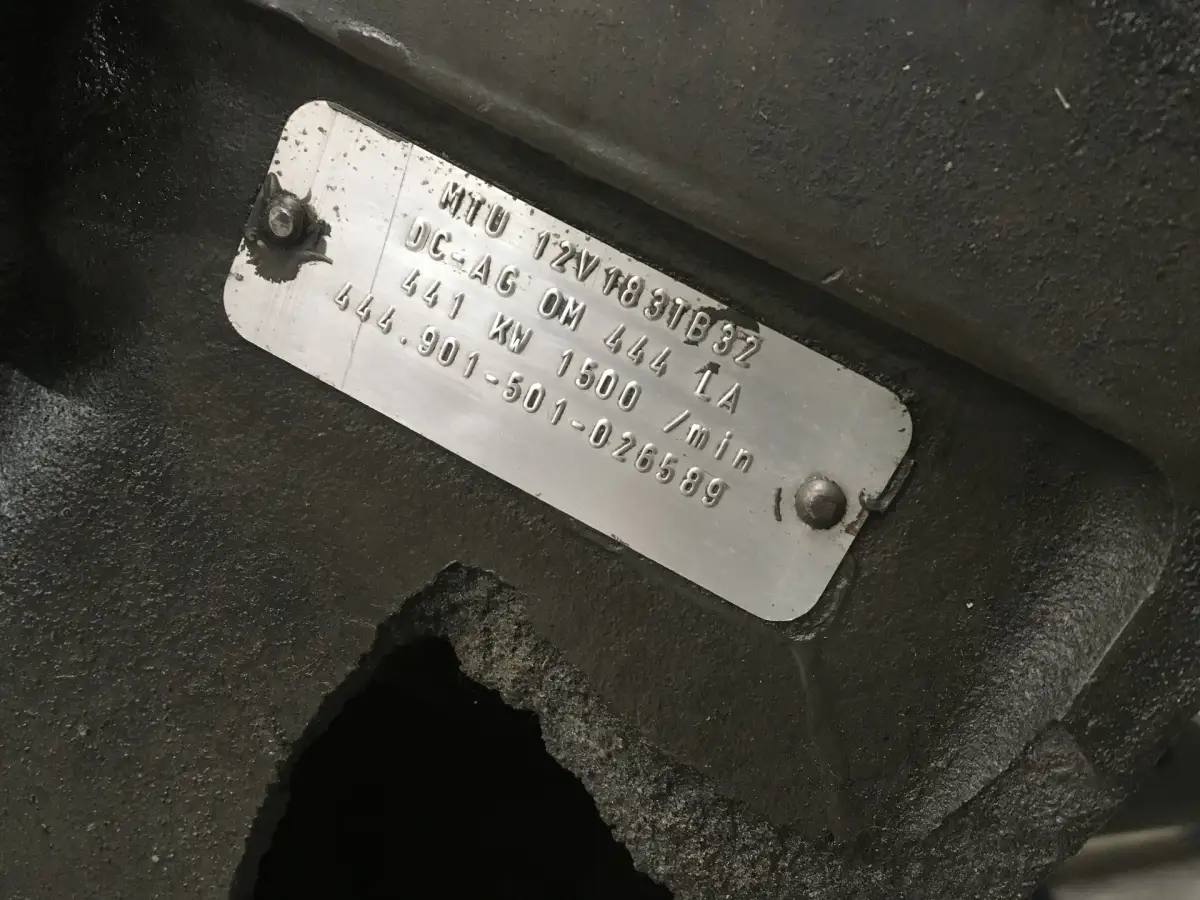 MTU 12V183TB32
DC-AG OM 444 LA
441 KW 1500 /min
444.901-501-026589